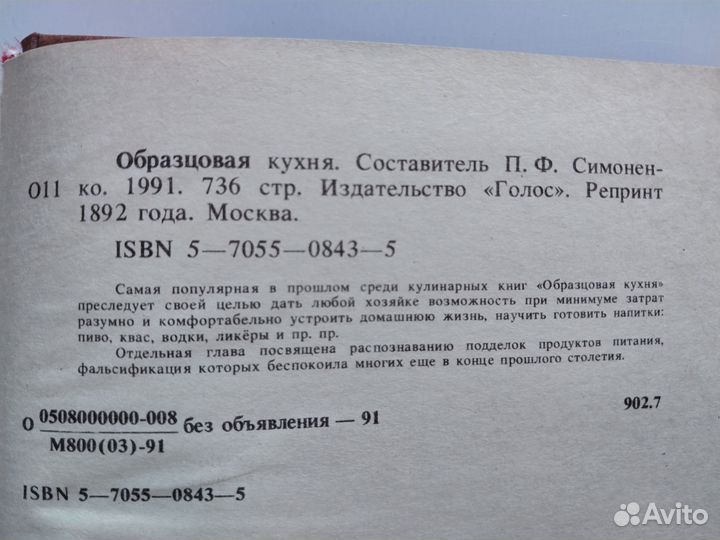 Образцовая кухня. Составитель П. Ф. Симонен-
О11 ко. 1991. 736 стр. Издательство «Голос». Репринт
1892 года. Москва.
ISBN 5—7055—0843—5
Самая популярная в прошлом среди кулинарных книг «Образцовая кухня»
преследует своей целью дать любой хозяйке возможность при минимуме затрат
разумно и комфортабельно устроить домашнюю жизнь, научить готовить напитки:
пиво, квас, водки, ликёры и пр. пр.
Отдельная глава посвящена распознаванию подделок продуктов питания,
фальсификация которых беспокоила многих еще в конце прошлого столетия.
902.7
О 0508000000-008 без объявления — 91
М800(03)-91
ISBN 5—7055—0843—5
Avito